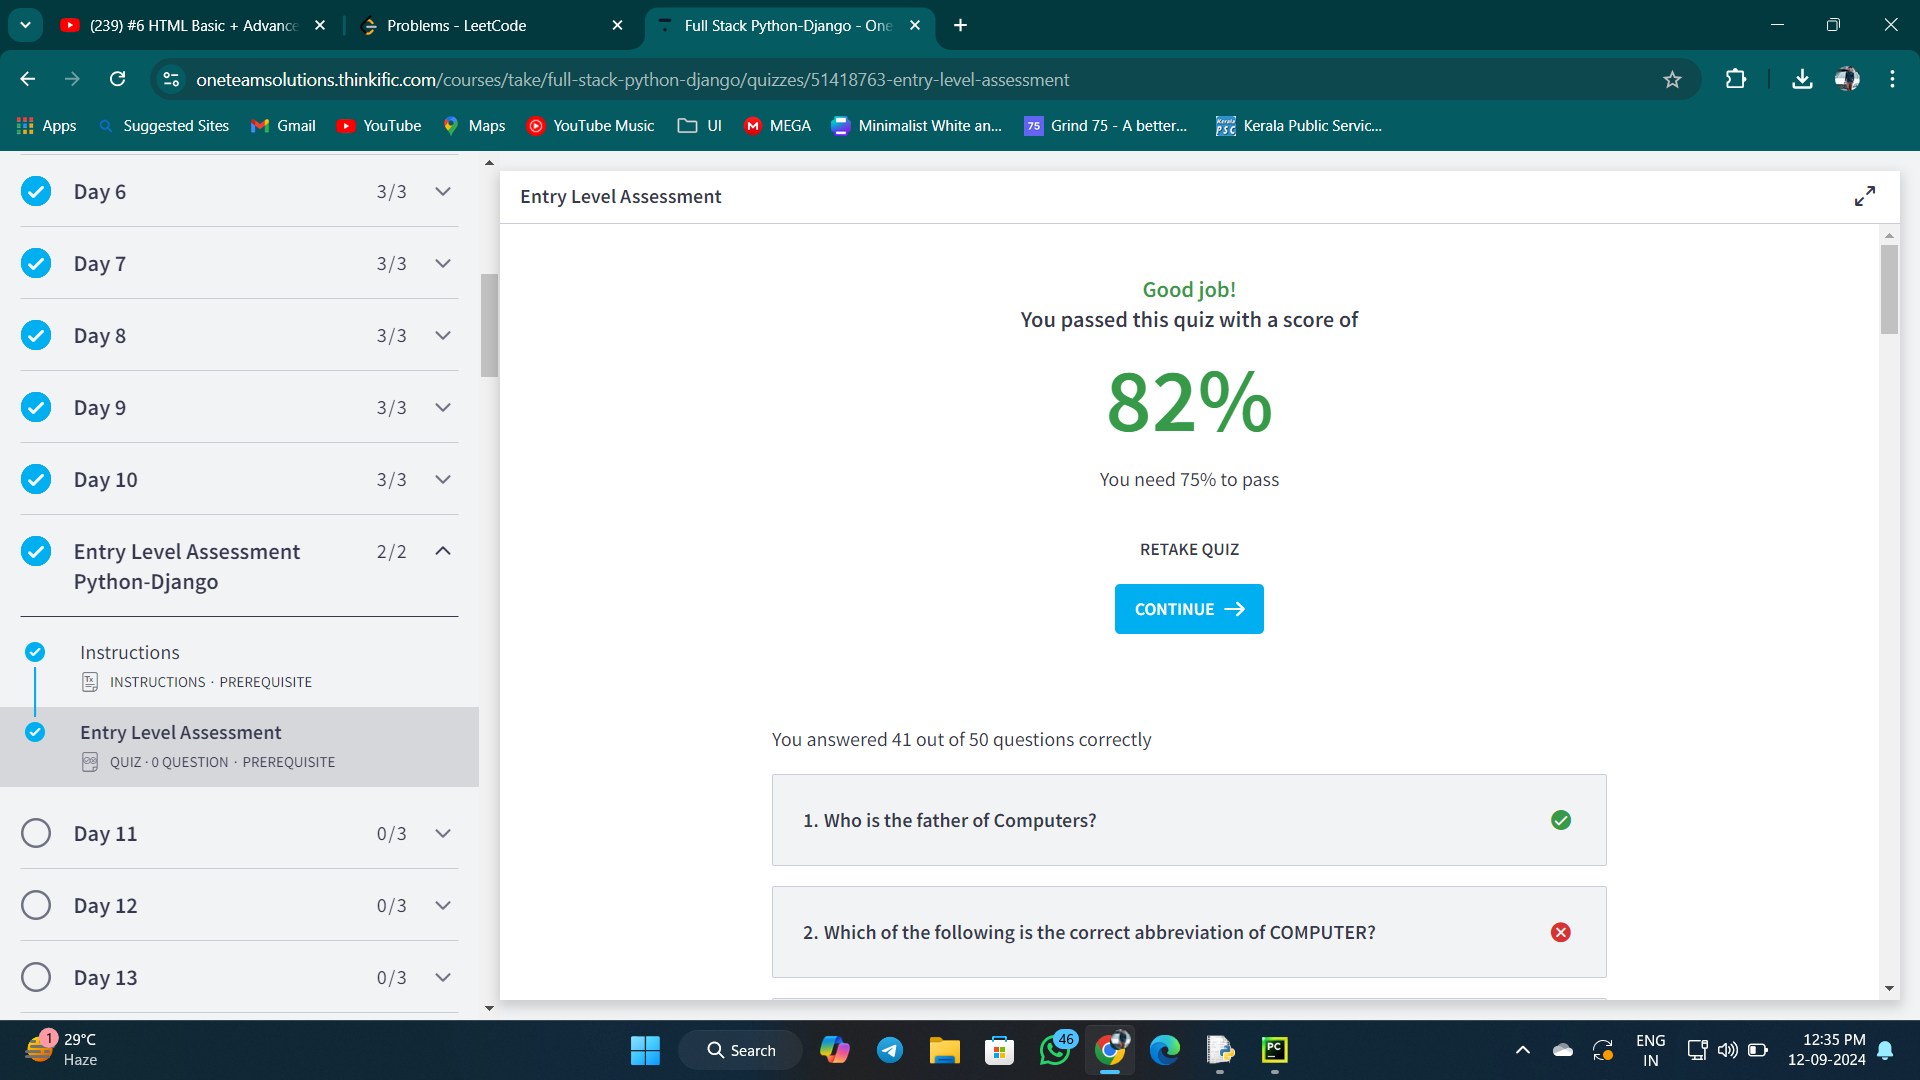 (239) #6 HTML Basic + Advance
Problems - LeetCode
Full Stack Python-Django - One
oneteamsolutions.thinkific.com/courses/take/full-stack-python-django/quizzes/51418763-entry-level-assessment
Apps
Suggested Sites
Gmail
YouTube
Maps
YouTube Music
UI
MEGA
Minimalist White an...
75
Grind 75 - A better...
Kerala PSC
Kerala Public Servic...
Day 6
3/3
Day 7
3/3
Day 8
3/3
Day 9
3/3
Day 10
3/3
Entry Level Assessment
Python-Django
2/2
Instructions
INSTRUCTIONS · PREREQUISITE
Entry Level Assessment
QUIZ · 0 QUESTION · PREREQUISITE
Day 11
0/3
Day 12
0/3
Day 13
0/3
Entry Level Assessment
Good job!
You passed this quiz with a score of
82%
You need 75% to pass
RETAKE QUIZ
CONTINUE
You answered 41 out of 50 questions correctly
1. Who is the father of Computers?
2. Which of the following is the correct abbreviation of COMPUTER?
1
29°C
Haze
Search
46
PC
ENG
IN
12:35 PM
12-09-2024